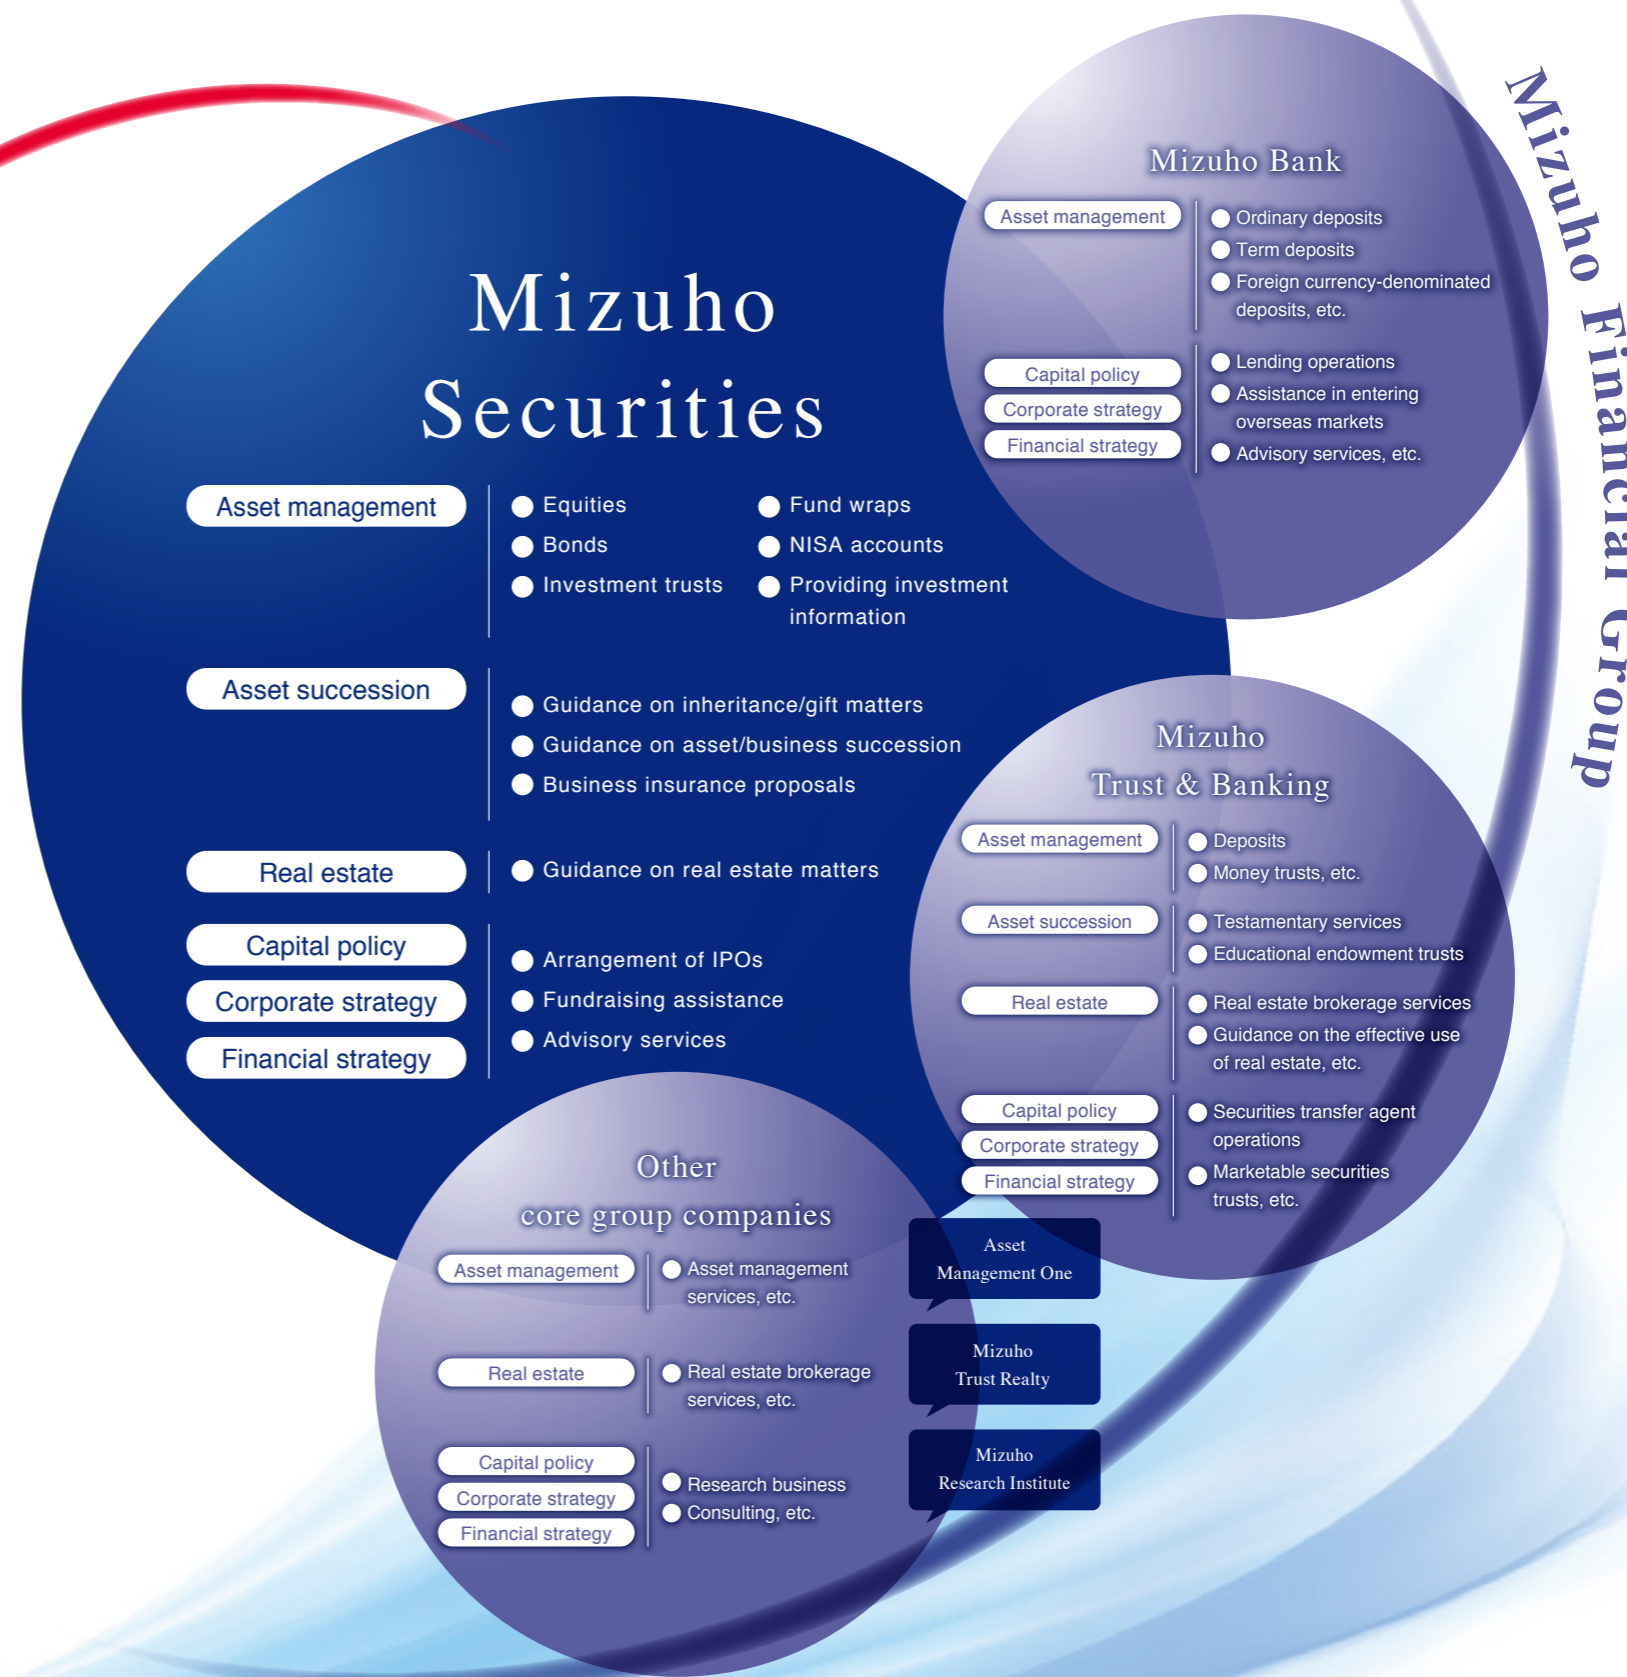 Mizuho Financial Group
Mizuho
Securities
Asset management
Equities
Bonds
Investment trusts
Fund wraps
NISA accounts
Providing investment
information
Asset succession
Guidance on inheritance/gift matters
Guidance on asset/business succession
Business insurance proposals
Real estate
Guidance on real estate matters
Capital policy
Corporate strategy
Financial strategy
Arrangement of IPOs
Fundraising assistance
Advisory services
Mizuho Bank
Asset management
Ordinary deposits
Term deposits
Foreign currency-denominated
deposits, etc.
Capital policy
Corporate strategy
Financial strategy
Lending operations
Assistance in entering
overseas markets
Advisory services, etc.
Mizuho
Trust & Banking
Asset management
Deposits
Money trusts, etc.
Asset succession
Testamentary services
Educational endowment trusts
Real estate
Real estate brokerage services
Guidance on the effective use
of real estate, etc.
Capital policy
Corporate strategy
Financial strategy
Securities transfer agent
operations
Marketable securities
trusts, etc.
Other
core group companies
Asset management
Asset management
services, etc.
Asset
Management One
Real estate
Real estate brokerage
services, etc.
Mizuho
Trust Realty
Capital policy
Corporate strategy
Financial strategy
Research business
Consulting, etc.
Mizuho
Research Institute